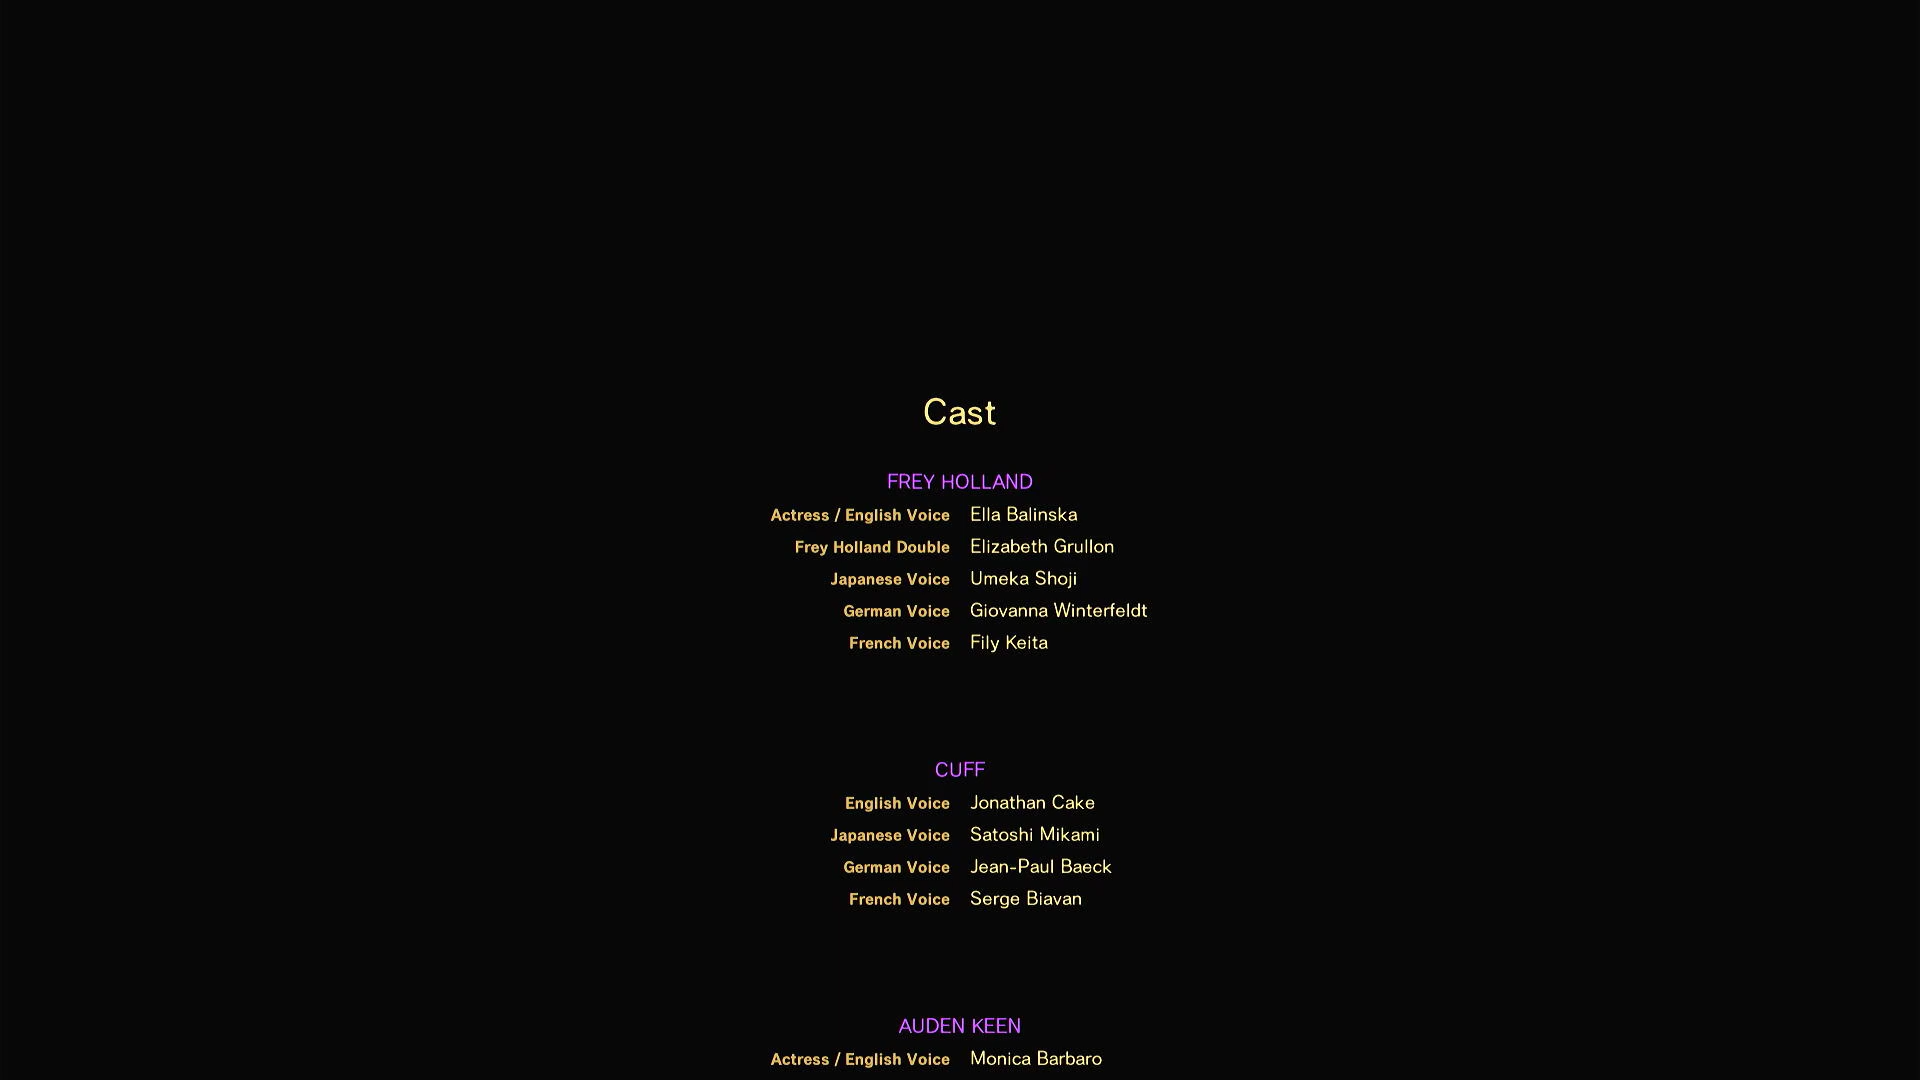 Cast
FREY HOLLAND
Actress / English Voice Ella Balinska
Frey Holland Double Elizabeth Grullon
Japanese Voice Umeka Shoji
German Voice Giovanna Winterfeldt
French Voice Fily Keita
CUFF
English Voice Jonathan Cake
Japanese Voice Satoshi Mikami
German Voice Jean-Paul Baeck
French Voice Serge Biavan
AUDEN KEEN
Actress / English Voice Monica Barbaro